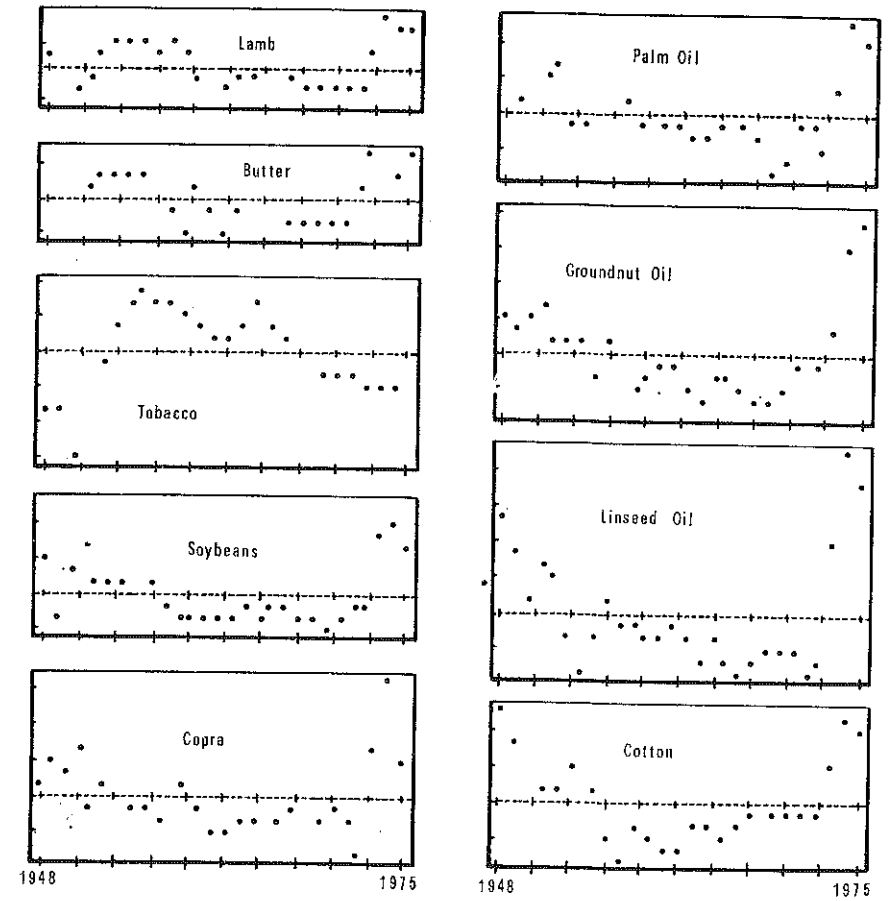 Lamb
Butter
Tobacco
Soybeans
Copra
1948
1975
Palm Oil
Groundnut Oil
Linseed Oil
Cotton
1948
1975